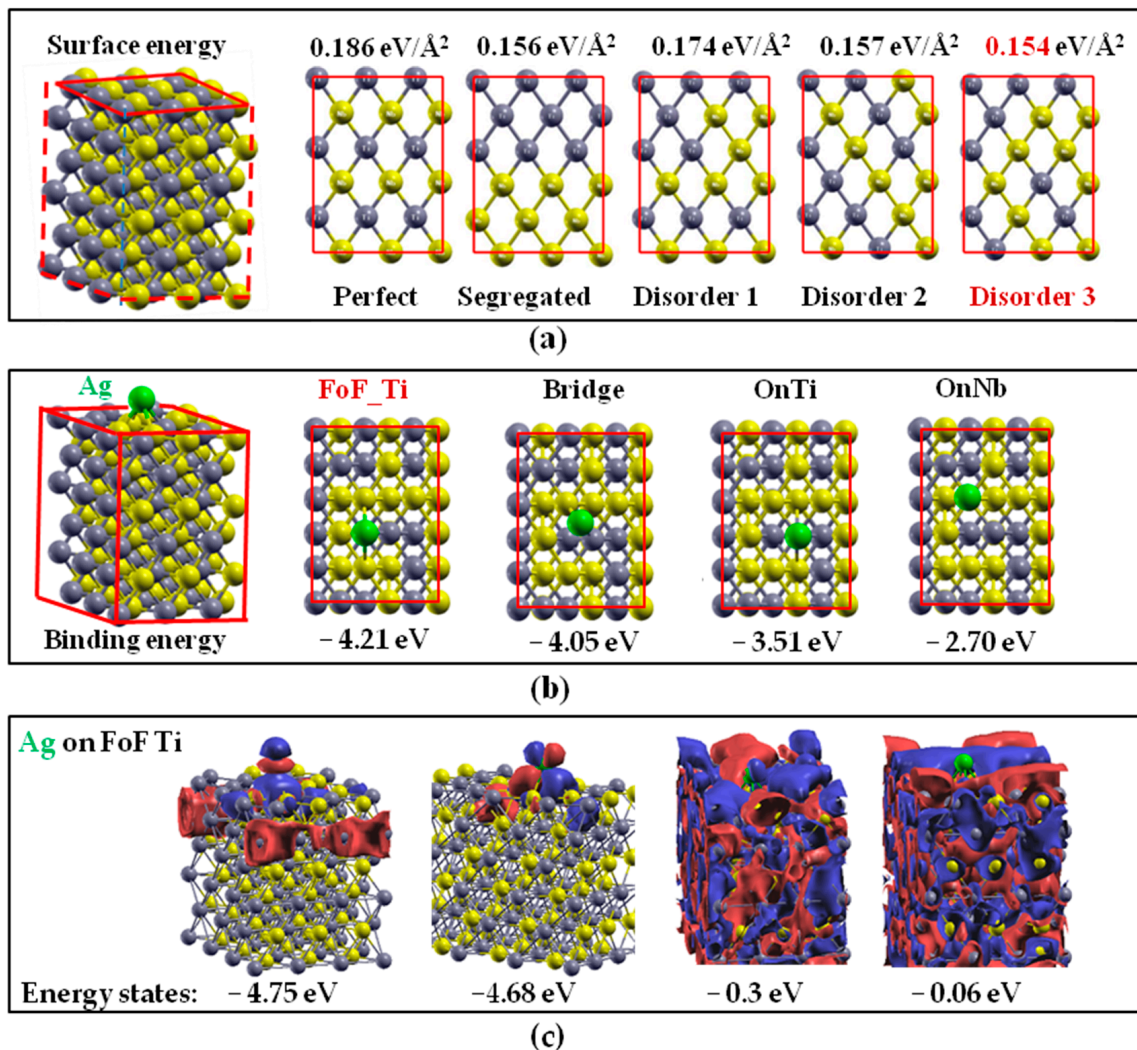 Surface energy
0.186 eV/Å² 0.156 eV/Å² 0.174 eV/Å² 0.157 eV/Å² 0.154 eV/Å²
Perfect Segregated Disorder 1 Disorder 2 Disorder 3
(a)
Ag FoF_Ti Bridge OnTi OnNb
Binding energy − 4.21 eV − 4.05 eV − 3.51 eV − 2.70 eV
(b)
Ag on FoF Ti
Energy states: − 4.75 eV −4.68 eV − 0.3 eV − 0.06 eV
(c)